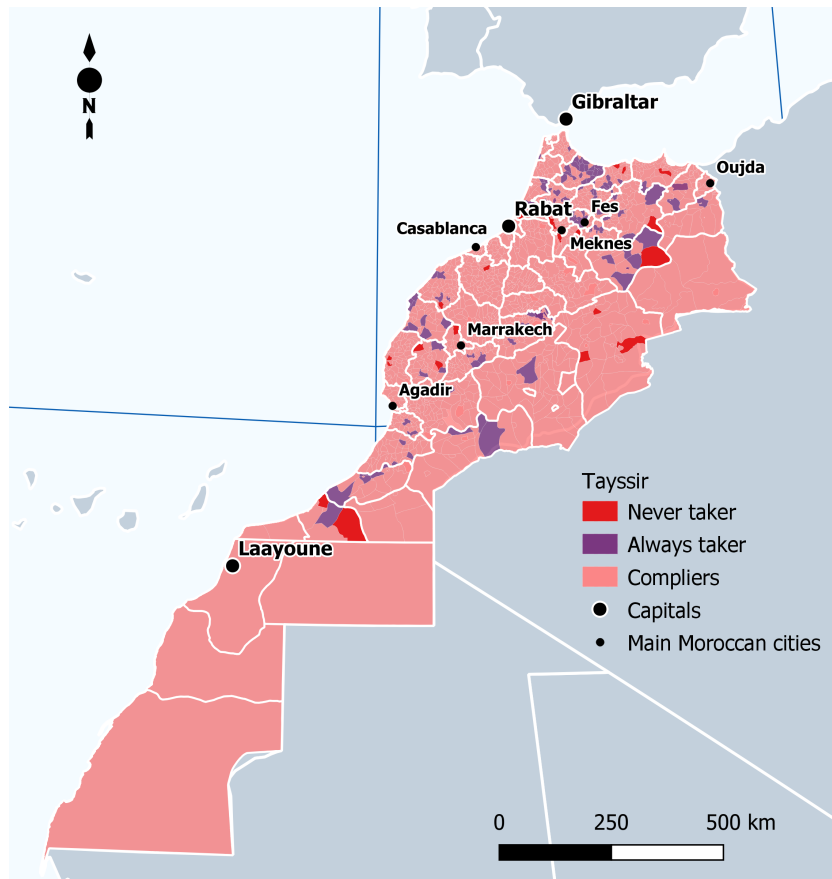 N
Gibraltar
Oujda
Rabat
Fes
Casablanca
Meknes
Marrakech
Agadir
Laayoune
Tayssir
Never taker
Always taker
Compliers
Capitals
Main Moroccan cities
0 250 500 km